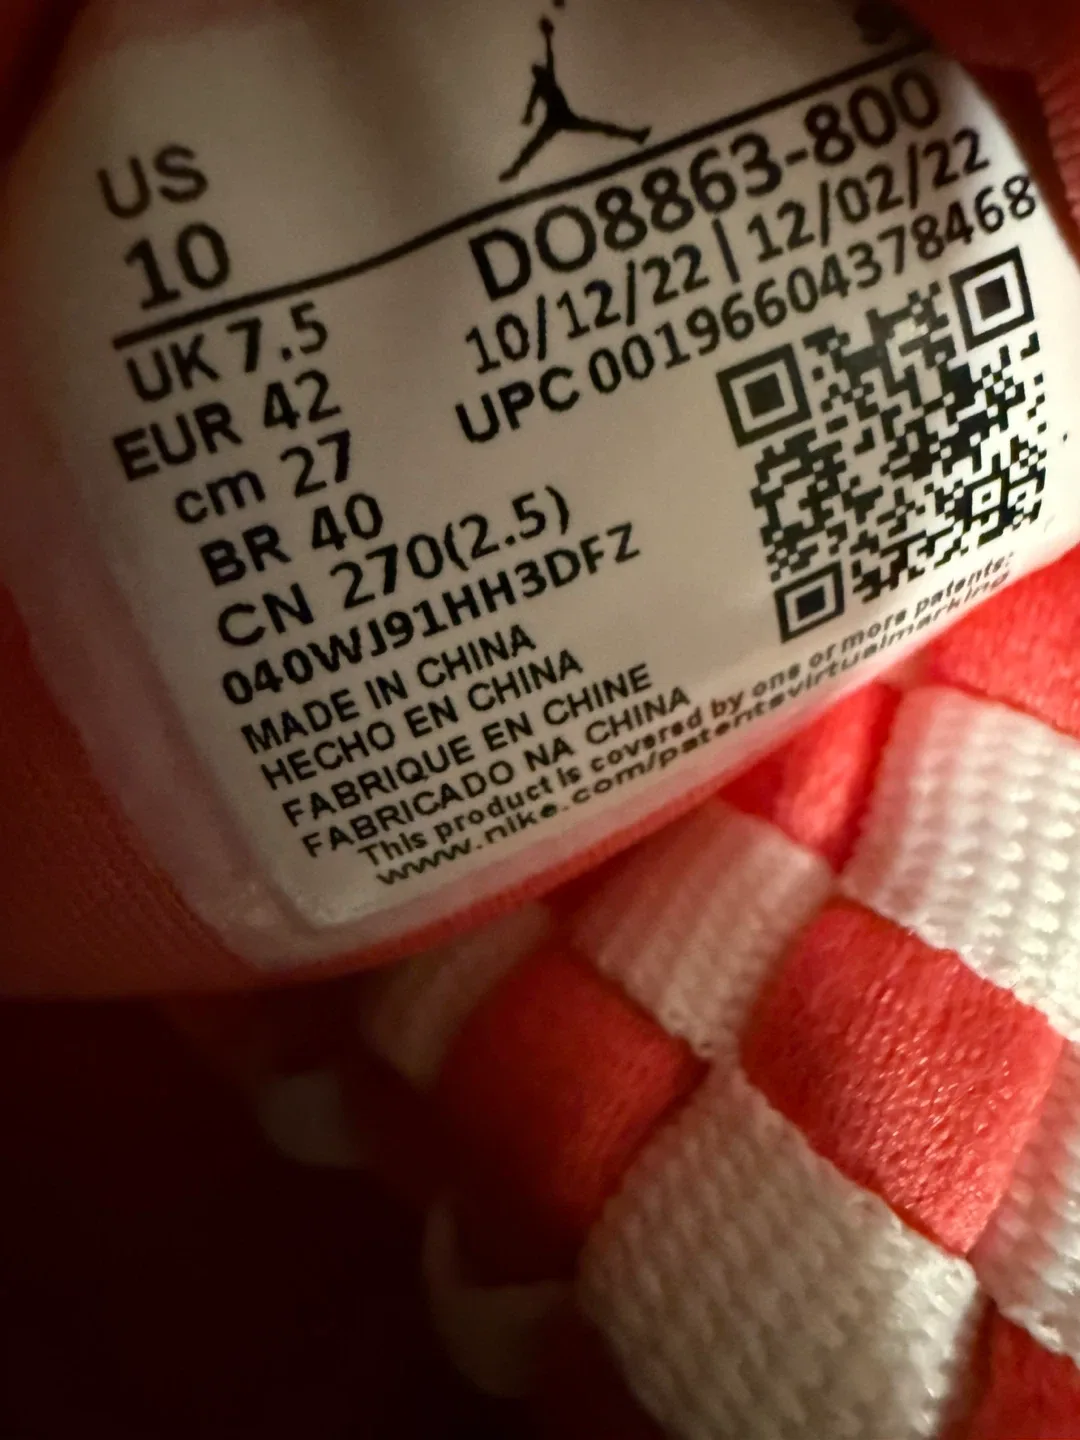 US
10
UK 7.5
EUR 42
cm 27
BR 40
CN 270(2.5)
040WJ91HH3DFZ
MADE IN CHINA
HECHO EN CHINA
FABRIQUE EN CHINE
FABRICADO NA CHINA
This product is covered by one or more patents:
www.nike.com/patentsvirtualmarking
DO8863-800
10/12/22 | 12/02/22
UPC 00196604378468